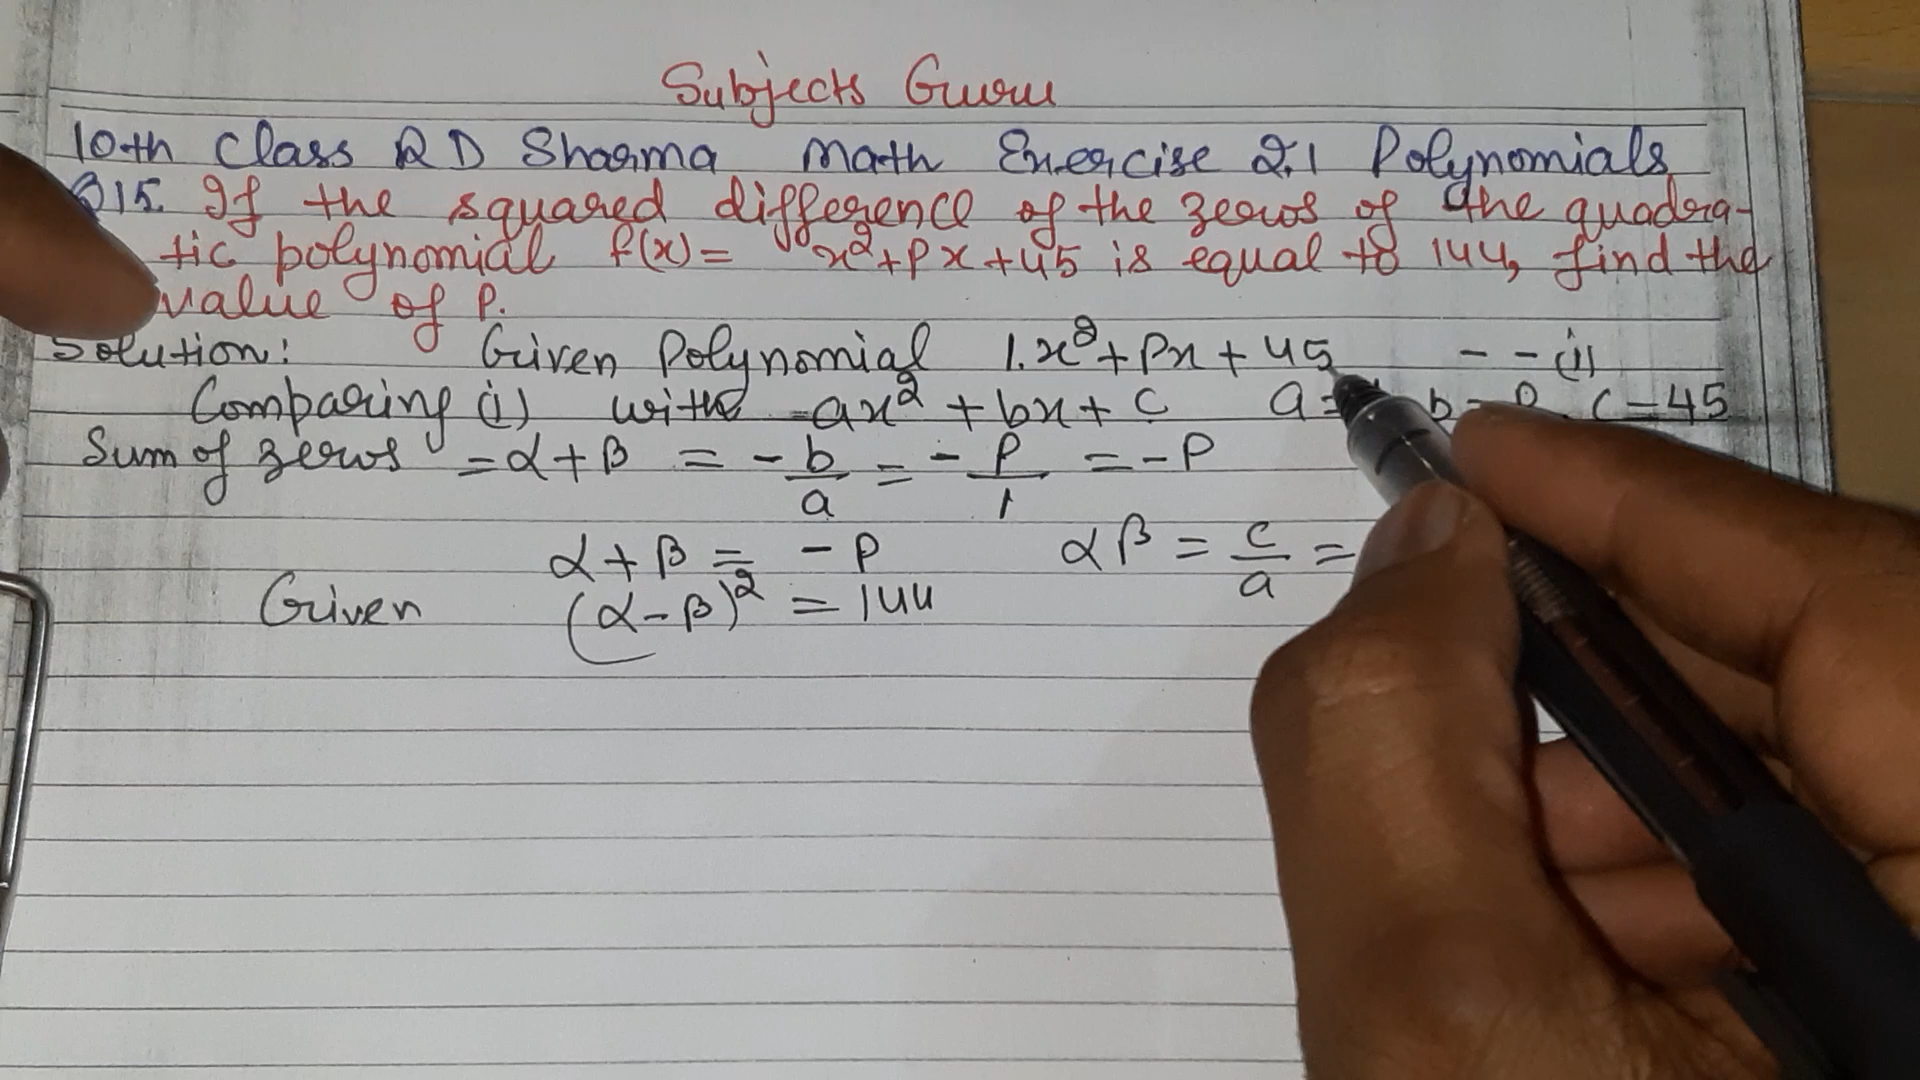 Subjects Guru
10th Class RD Sharma Math Exercise 2.1 Polynomials
Q15. If the squared difference of the zeros of the quadra-
tic polynomial f(x) = x²+px+45 is equal to 144, find the
value of P.
Solution: Given Polynomial 1.x²+Px+45 - - (i)
Comparing (i) with ax²+bx+c a= b=P c=45
Sum of zeros = α+β = -b/a = -P/1 = -P
α+β = -P αβ = c/a =
Given (α-β)² = 144